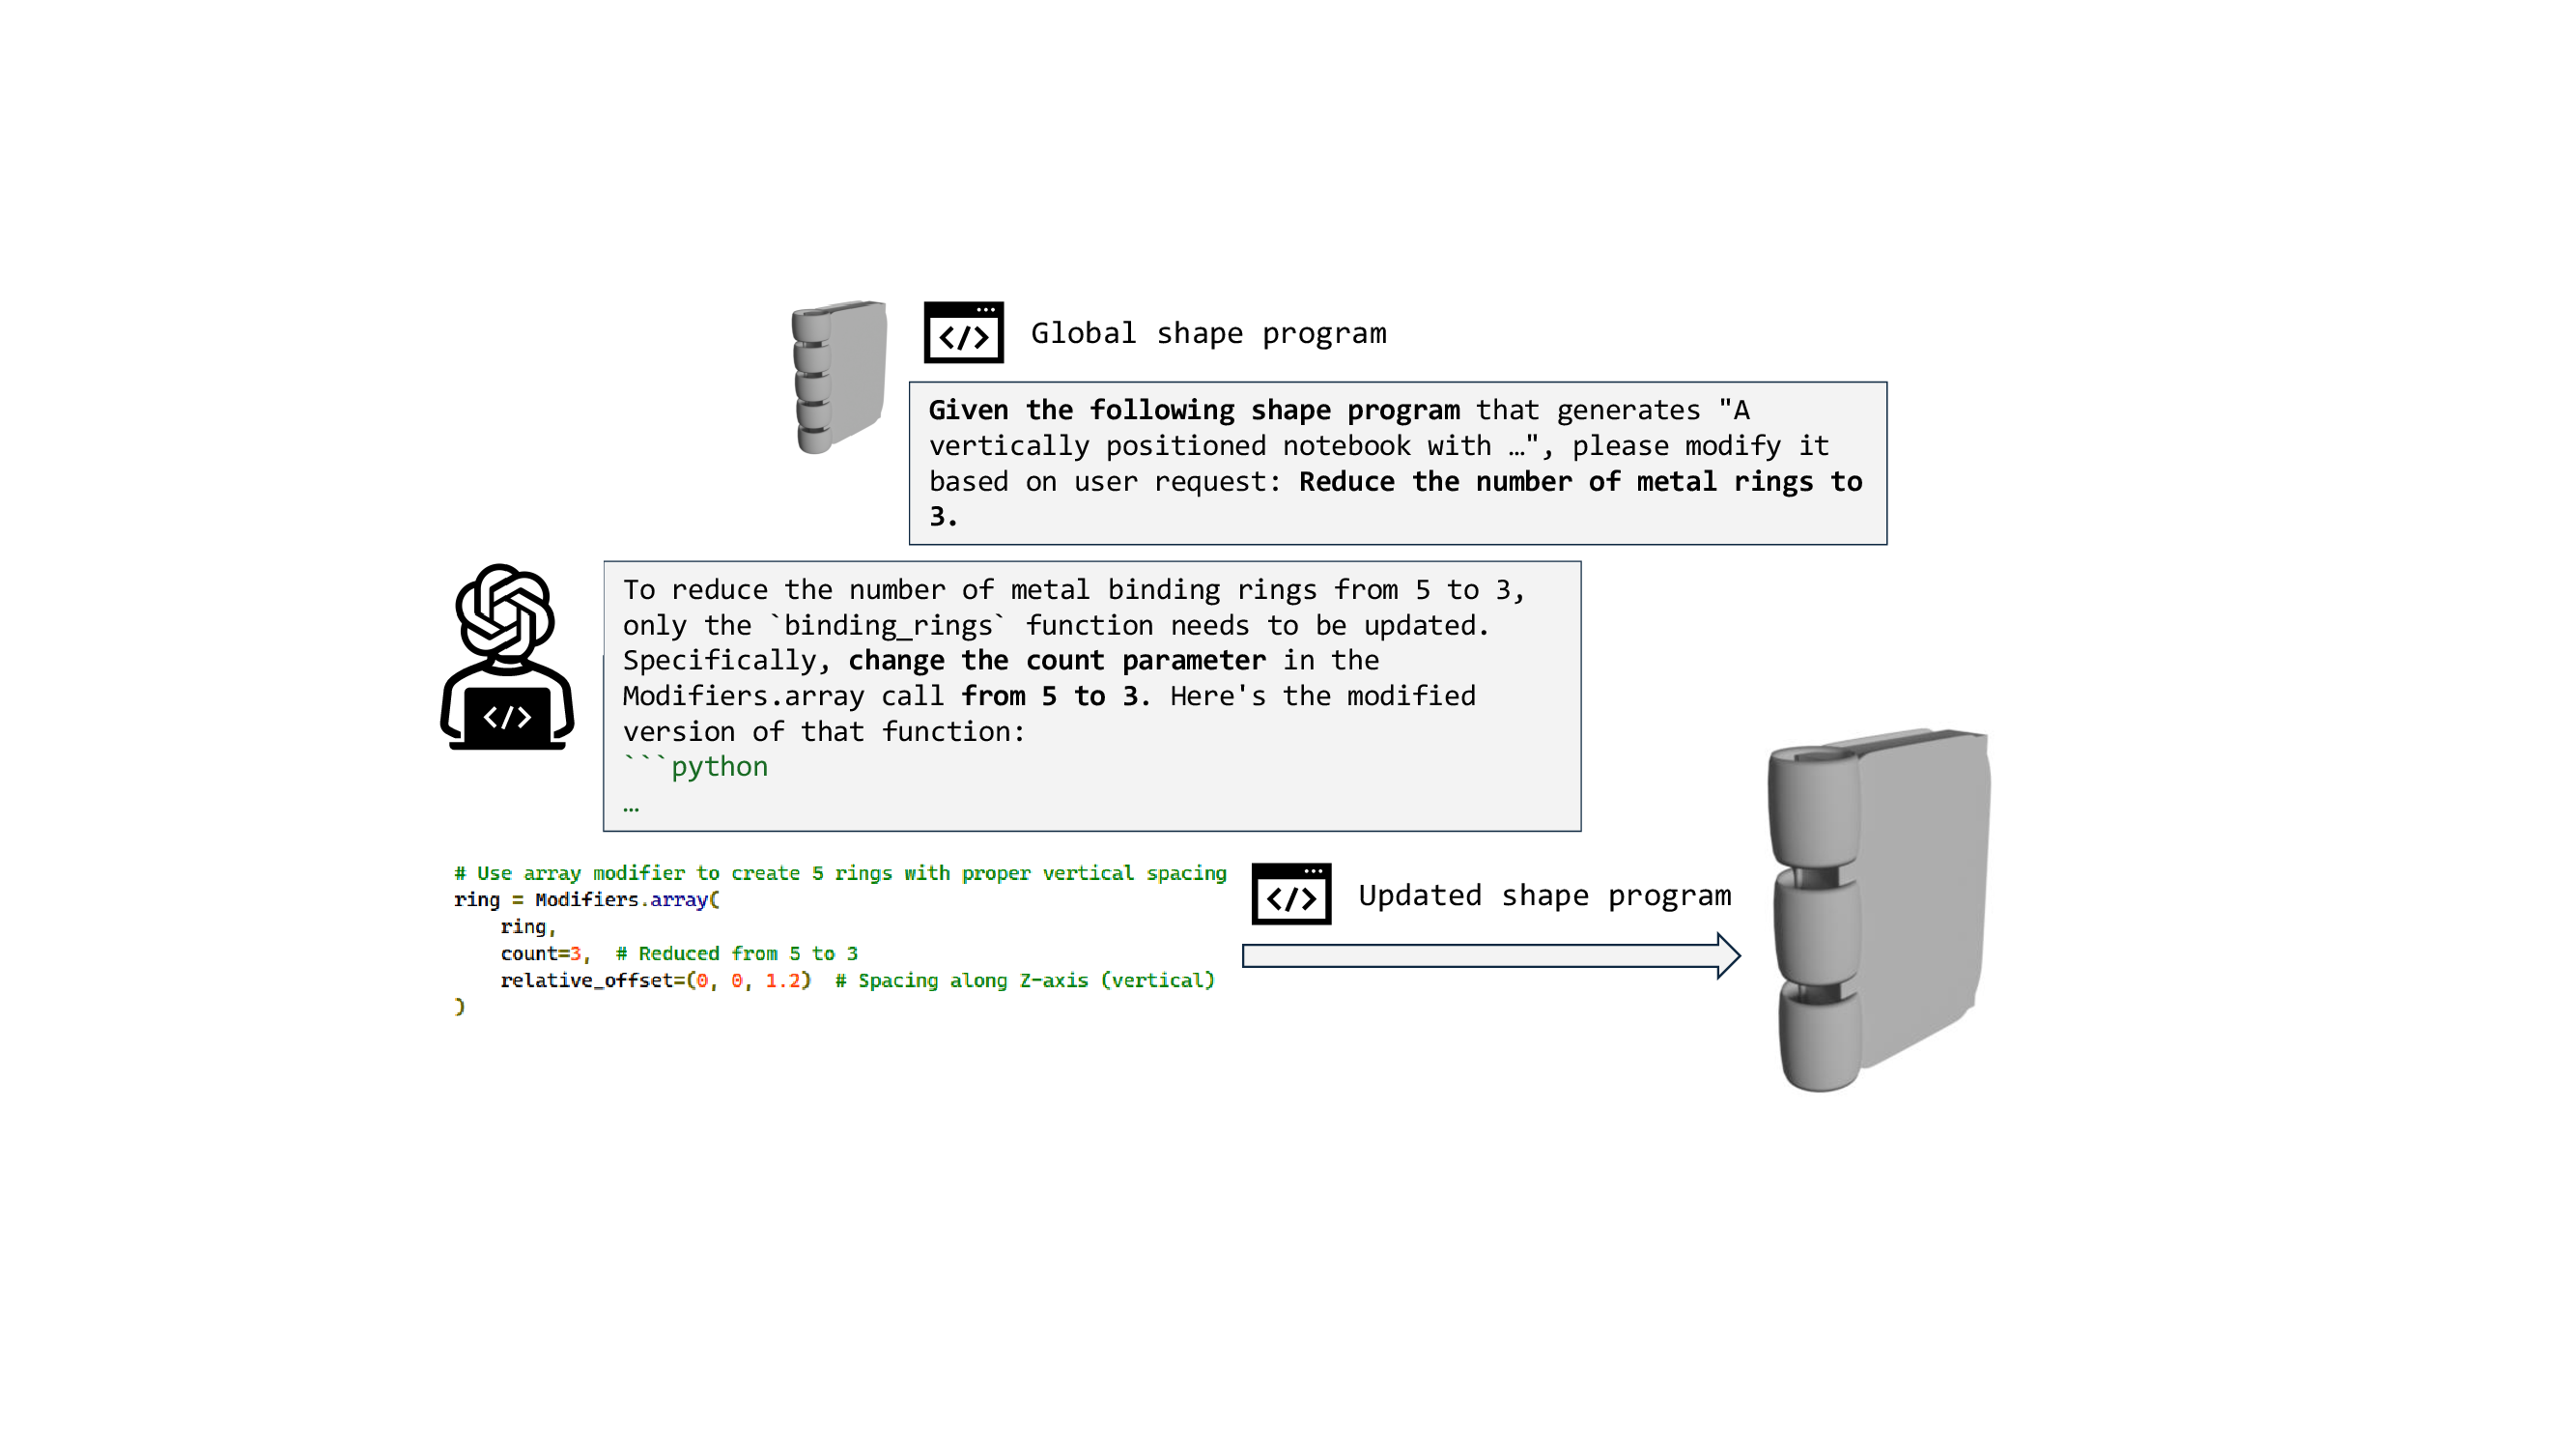 </> Global shape program
Given the following shape program that generates "A
vertically positioned notebook with …", please modify it
based on user request: Reduce the number of metal rings to
3.
To reduce the number of metal binding rings from 5 to 3,
only the `binding_rings` function needs to be updated.
Specifically, change the count parameter in the
Modifiers.array call from 5 to 3. Here's the modified
version of that function:
```python
…
</>
# Use array modifier to create 5 rings with proper vertical spacing
ring = Modifiers.array(
    ring,
    count=3,  # Reduced from 5 to 3
    relative_offset=(0, 0, 1.2)  # Spacing along Z-axis (vertical)
)
</> Updated shape program